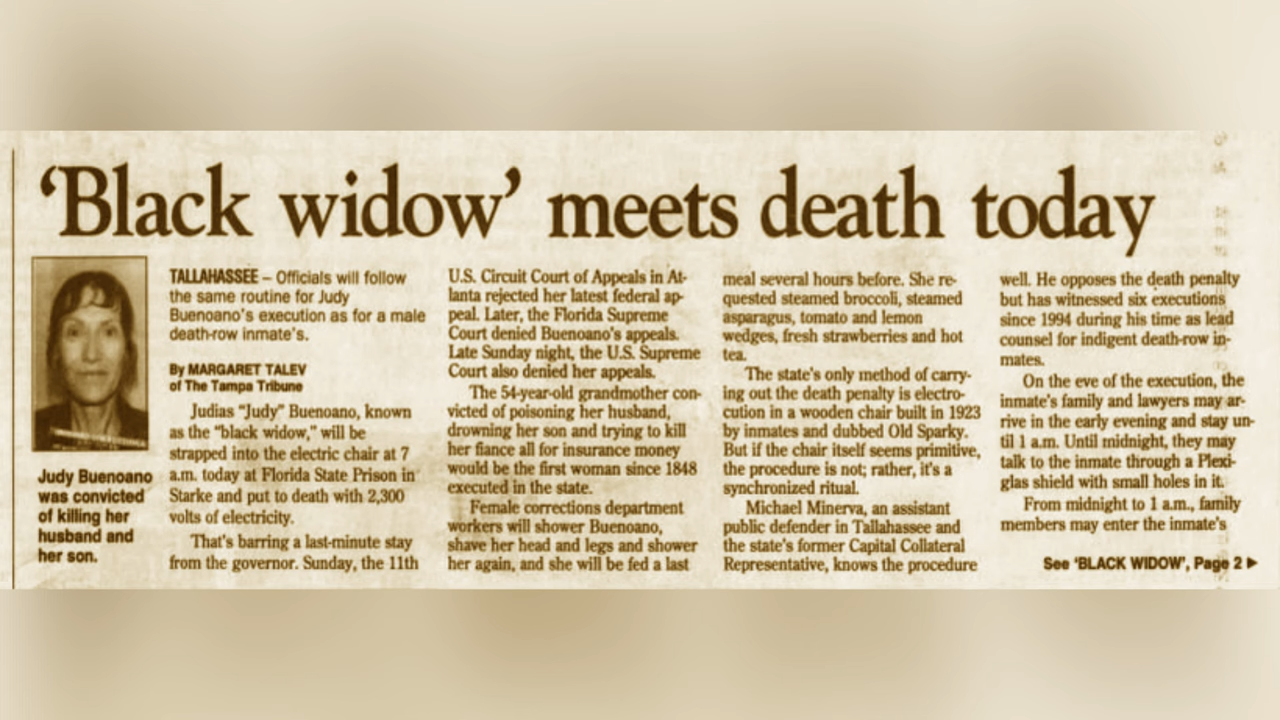 ‘Black widow’ meets death today
Judy Buenoano
was convicted
of killing her
husband and
her son.
TALLAHASSEE – Officials will follow
the same routine for Judy
Buenoano's execution as for a male
death-row inmate's.
By MARGARET TALEV
of The Tampa Tribune
Judias “Judy” Buenoano, known
as the “black widow,” will be
strapped into the electric chair at 7
a.m. today at Florida State Prison in
Starke and put to death with 2,300
volts of electricity.
That's barring a last-minute stay
from the governor. Sunday, the 11th
U.S. Circuit Court of Appeals in At-
lanta rejected her latest federal ap-
peal. Later, the Florida Supreme
Court denied Buenoano's appeals.
Late Sunday night, the U.S. Supreme
Court also denied her appeals.
The 54-year-old grandmother con-
victed of poisoning her husband,
drowning her son and trying to kill
her fiance all for insurance money
would be the first woman since 1848
executed in the state.
Female corrections department
workers will shower Buenoano,
shave her head and legs and shower
her again, and she will be fed a last
meal several hours before. She re-
quested steamed broccoli, steamed
asparagus, tomato and lemon
wedges, fresh strawberries and hot
tea.
The state's only method of carry-
ing out the death penalty is electro-
cution in a wooden chair built in 1923
by inmates and dubbed Old Sparky.
But if the chair itself seems primitive,
the procedure is not; rather, it's a
synchronized ritual.
Michael Minerva, an assistant
public defender in Tallahassee and
the state's former Capital Collateral
Representative, knows the procedure
well. He opposes the death penalty
but has witnessed six executions
since 1994 during his time as lead
counsel for indigent death-row in-
mates.
On the eve of the execution, the
inmate's family and lawyers may ar-
rive in the early evening and stay un-
til 1 a.m. Until midnight, they may
talk to the inmate through a Plexi-
glas shield with small holes in it.
From midnight to 1 a.m., family
members may enter the inmate's
See ‘BLACK WIDOW’, Page 2 ►